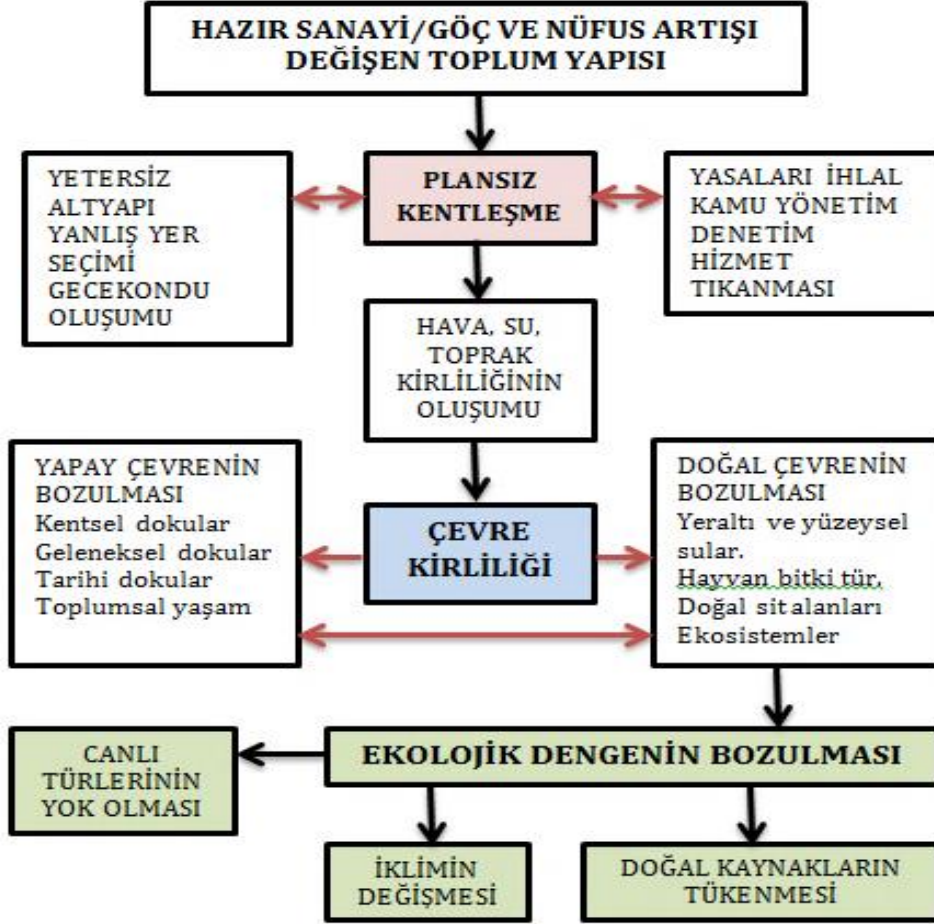 HAZIR SANAYİ/GÖÇ VE NÜFUS ARTIŞI
DEĞİŞEN TOPLUM YAPISI
YETERSİZ
ALTYAPI
YANLIŞ YER
SEÇİMİ
GECEKONDU
OLUŞUMU
PLANSIZ
KENTLEŞME
YASALARI İHLAL
KAMU YÖNETİM
DENETİM
HİZMET
TIKANMASI
HAVA, SU,
TOPRAK
KİRLİLİĞİNİN
OLUŞUMU
YAPAY ÇEVRENİN
BOZULMASI
Kentsel dokular
Geleneksel dokular
Tarihi dokular
Toplumsal yaşam
ÇEVRE
KİRLİLİĞİ
DOĞAL ÇEVRENİN
BOZULMASI
Yeraltı ve yüzeysel
sular.
Hayvan bitki tür,
Doğal sit alanları
Ekosistemler
CANLI
TÜRLERİNİN
YOK OLMASI
EKOLOJİK DENGENİN BOZULMASI
İKLİMİN
DEĞİŞMESİ
DOĞAL KAYNAKLARIN
TÜKENMESİ